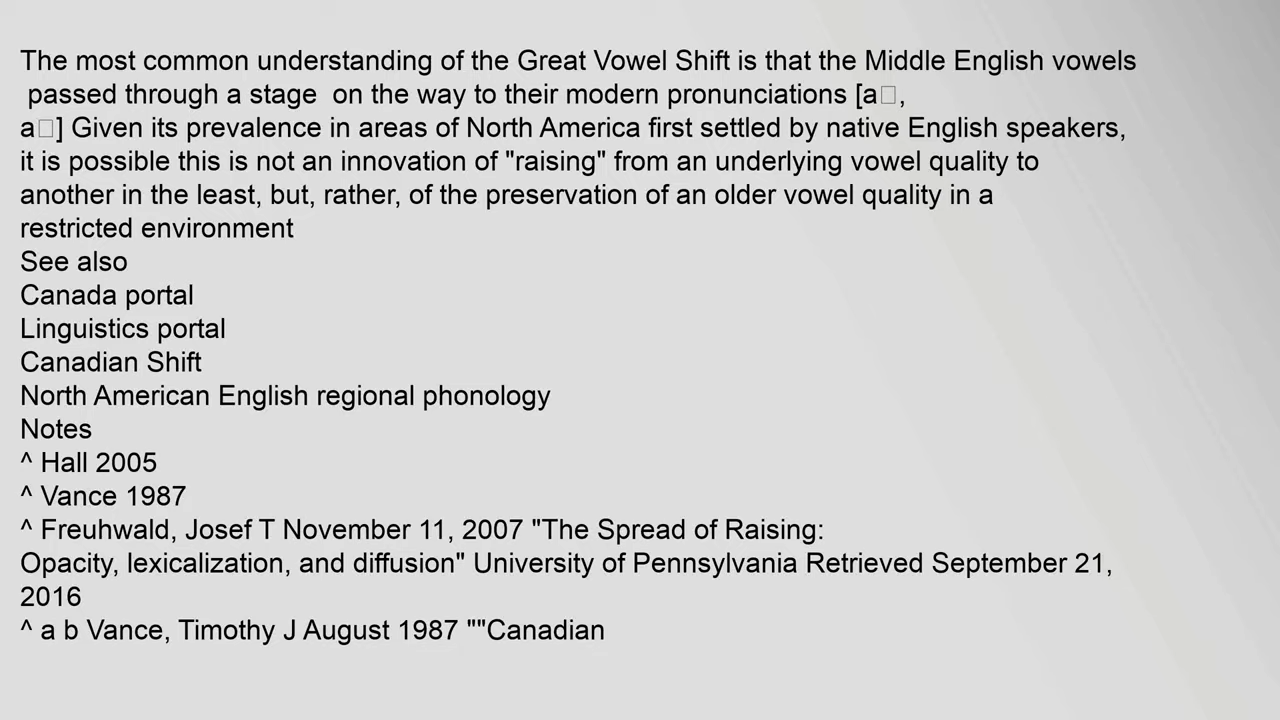 The most common understanding of the Great Vowel Shift is that the Middle English vowels
passed through a stage  on the way to their modern pronunciations [a□,
a□] Given its prevalence in areas of North America first settled by native English speakers,
it is possible this is not an innovation of "raising" from an underlying vowel quality to
another in the least, but, rather, of the preservation of an older vowel quality in a
restricted environment
See also
Canada portal
Linguistics portal
Canadian Shift
North American English regional phonology
Notes
^ Hall 2005
^ Vance 1987
^ Freuhwald, Josef T November 11, 2007 "The Spread of Raising:
Opacity, lexicalization, and diffusion" University of Pennsylvania Retrieved September 21,
2016
^ a b Vance, Timothy J August 1987 ""Canadian